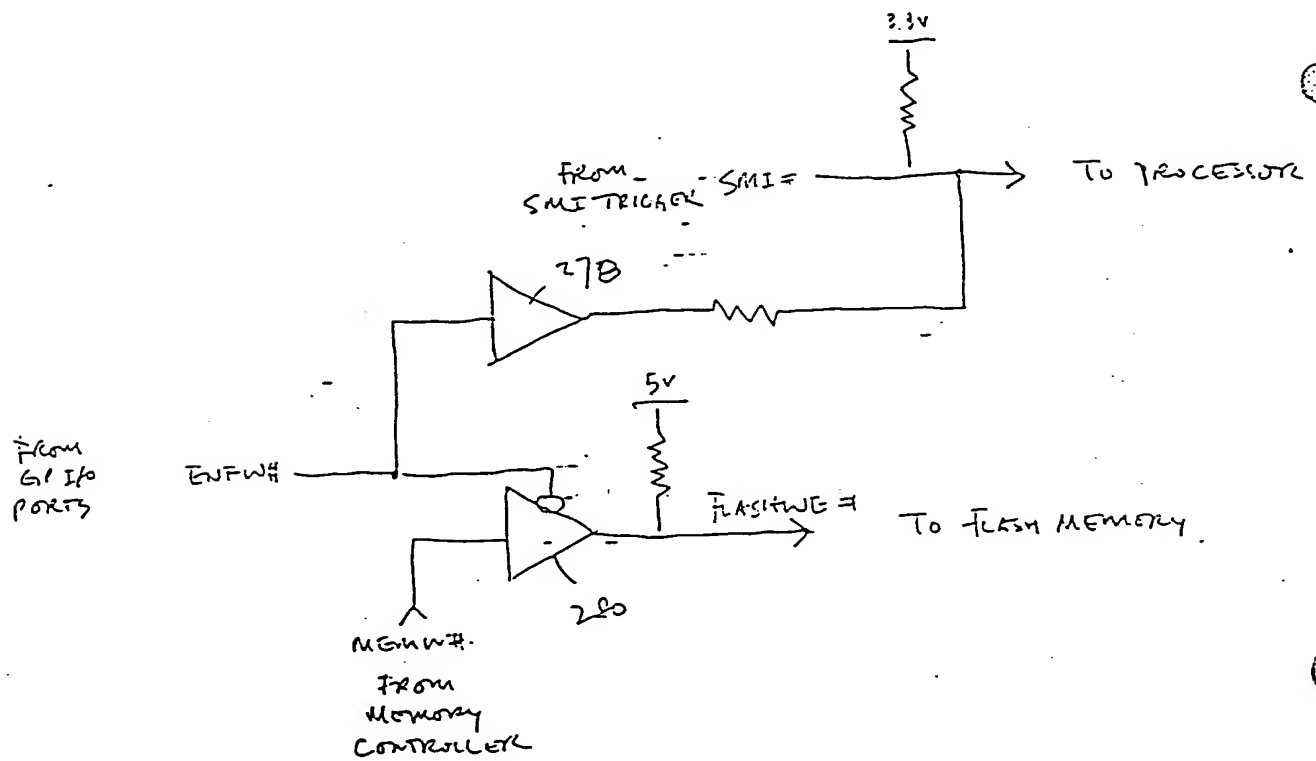 3.3V
FROM SMI#
SMI TRIGGER
TO PROCESSOR
278
5V
FROM
GP I/O
PORTS
ENFW#
FLASHWE#
TO FLASH MEMORY.
280
MEMW#.
FROM
MEMORY
CONTROLLER